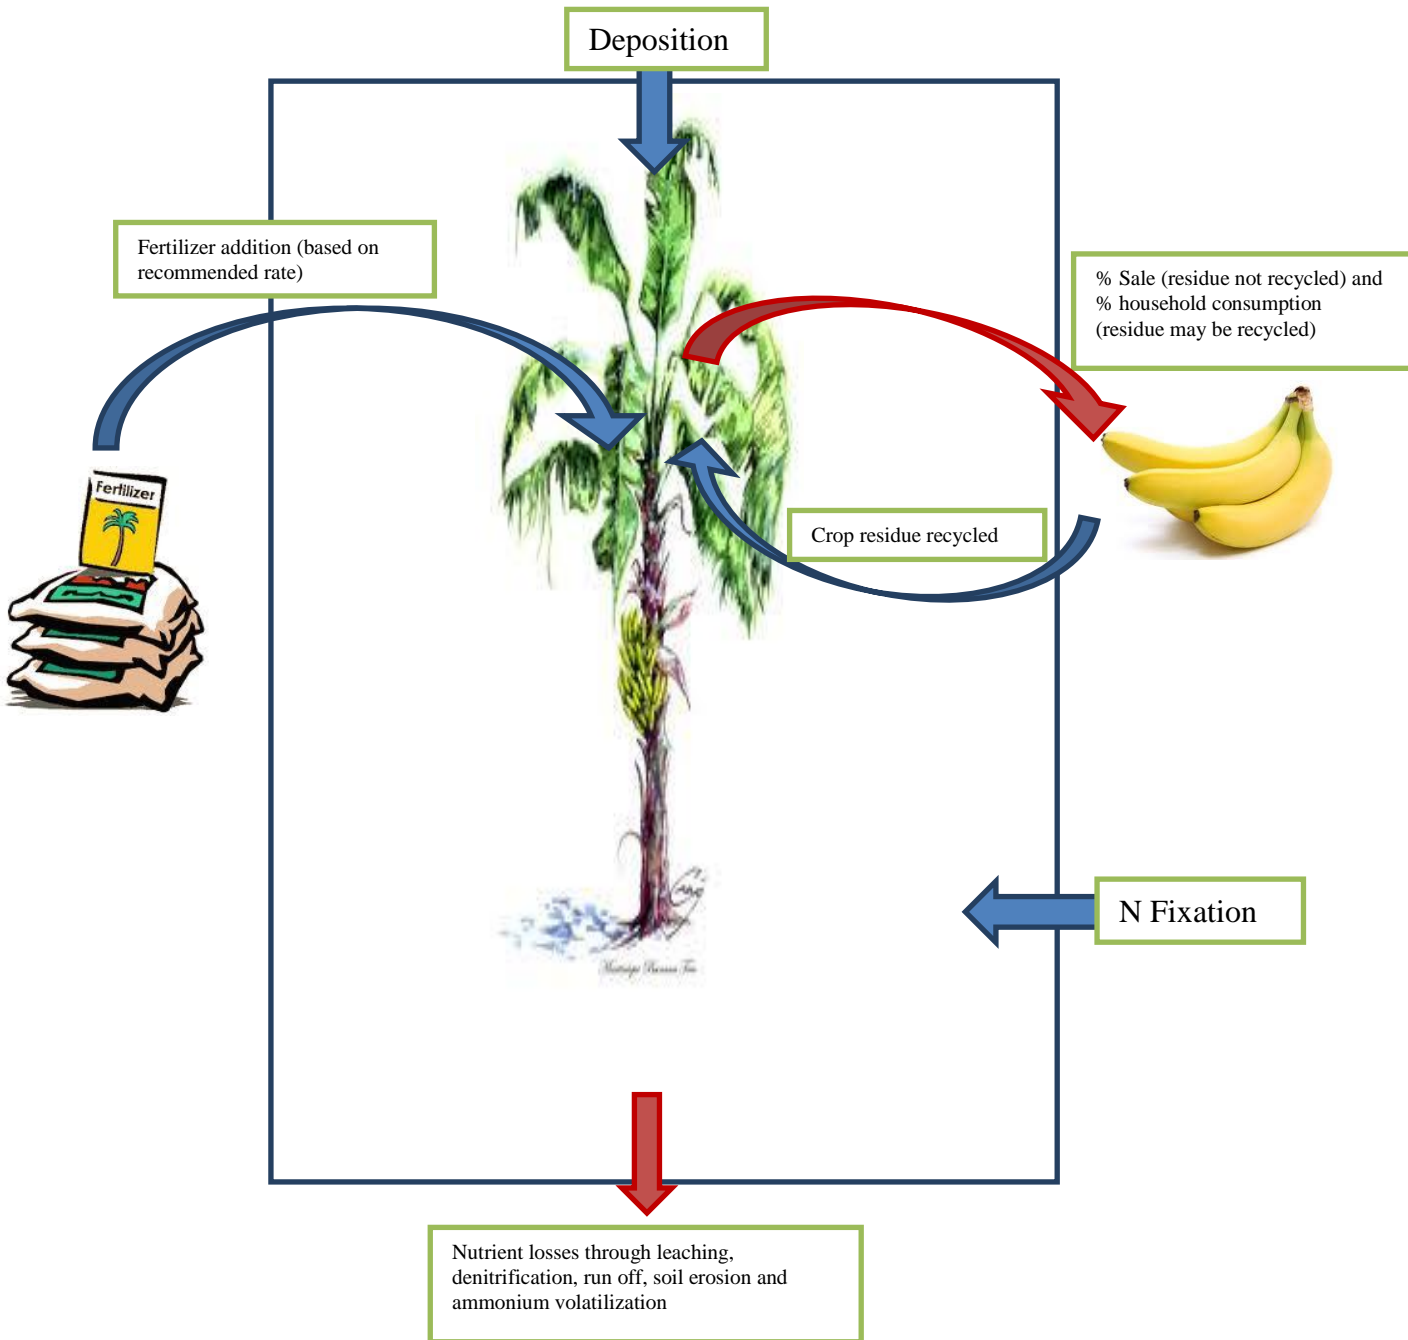 Deposition
Fertilizer addition (based on
recommended rate)
% Sale (residue not recycled) and
% household consumption
(residue may be recycled)
Fertilizer
Crop residue recycled
N Fixation
Nutrient losses through leaching,
denitrification, run off, soil erosion and
ammonium volatilization